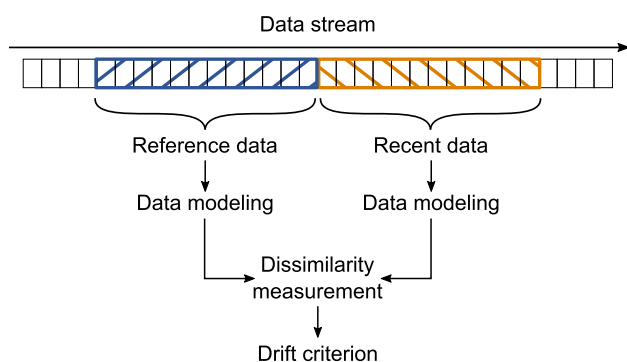 Data stream
Reference data
Recent data
Data modeling
Data modeling
Dissimilarity
measurement
Drift criterion